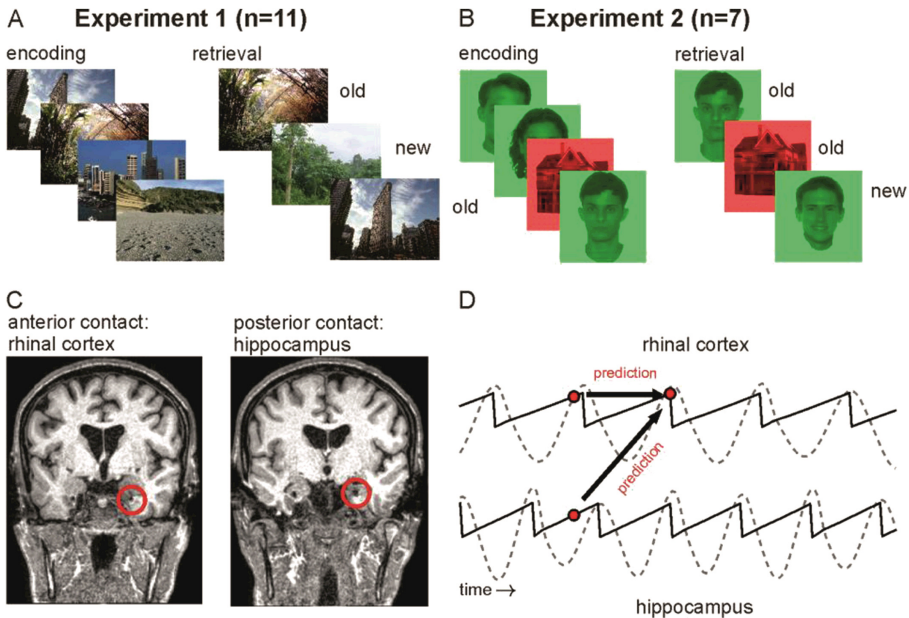 A Experiment 1 (n=11)
encoding
retrieval
old
new
B Experiment 2 (n=7)
encoding
retrieval
old
old
old
new
C
anterior contact:
rhinal cortex
posterior contact:
hippocampus
D
rhinal cortex
prediction
prediction
time →
hippocampus